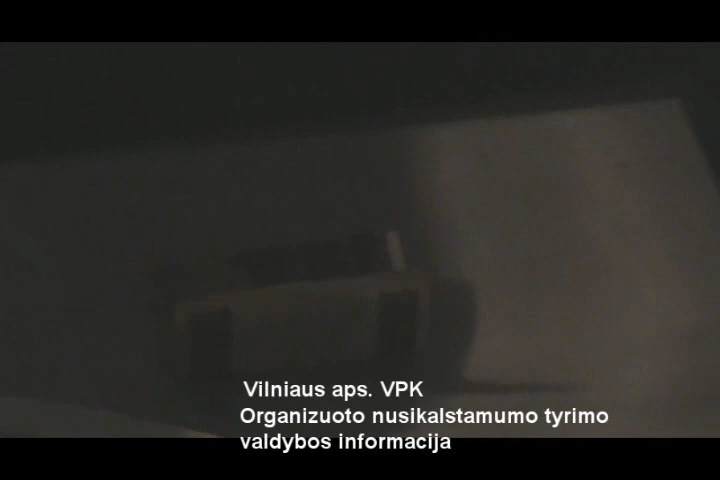 Vilniaus aps. VPK
Organizuoto nusikalstamumo tyrimo
valdybos informacija